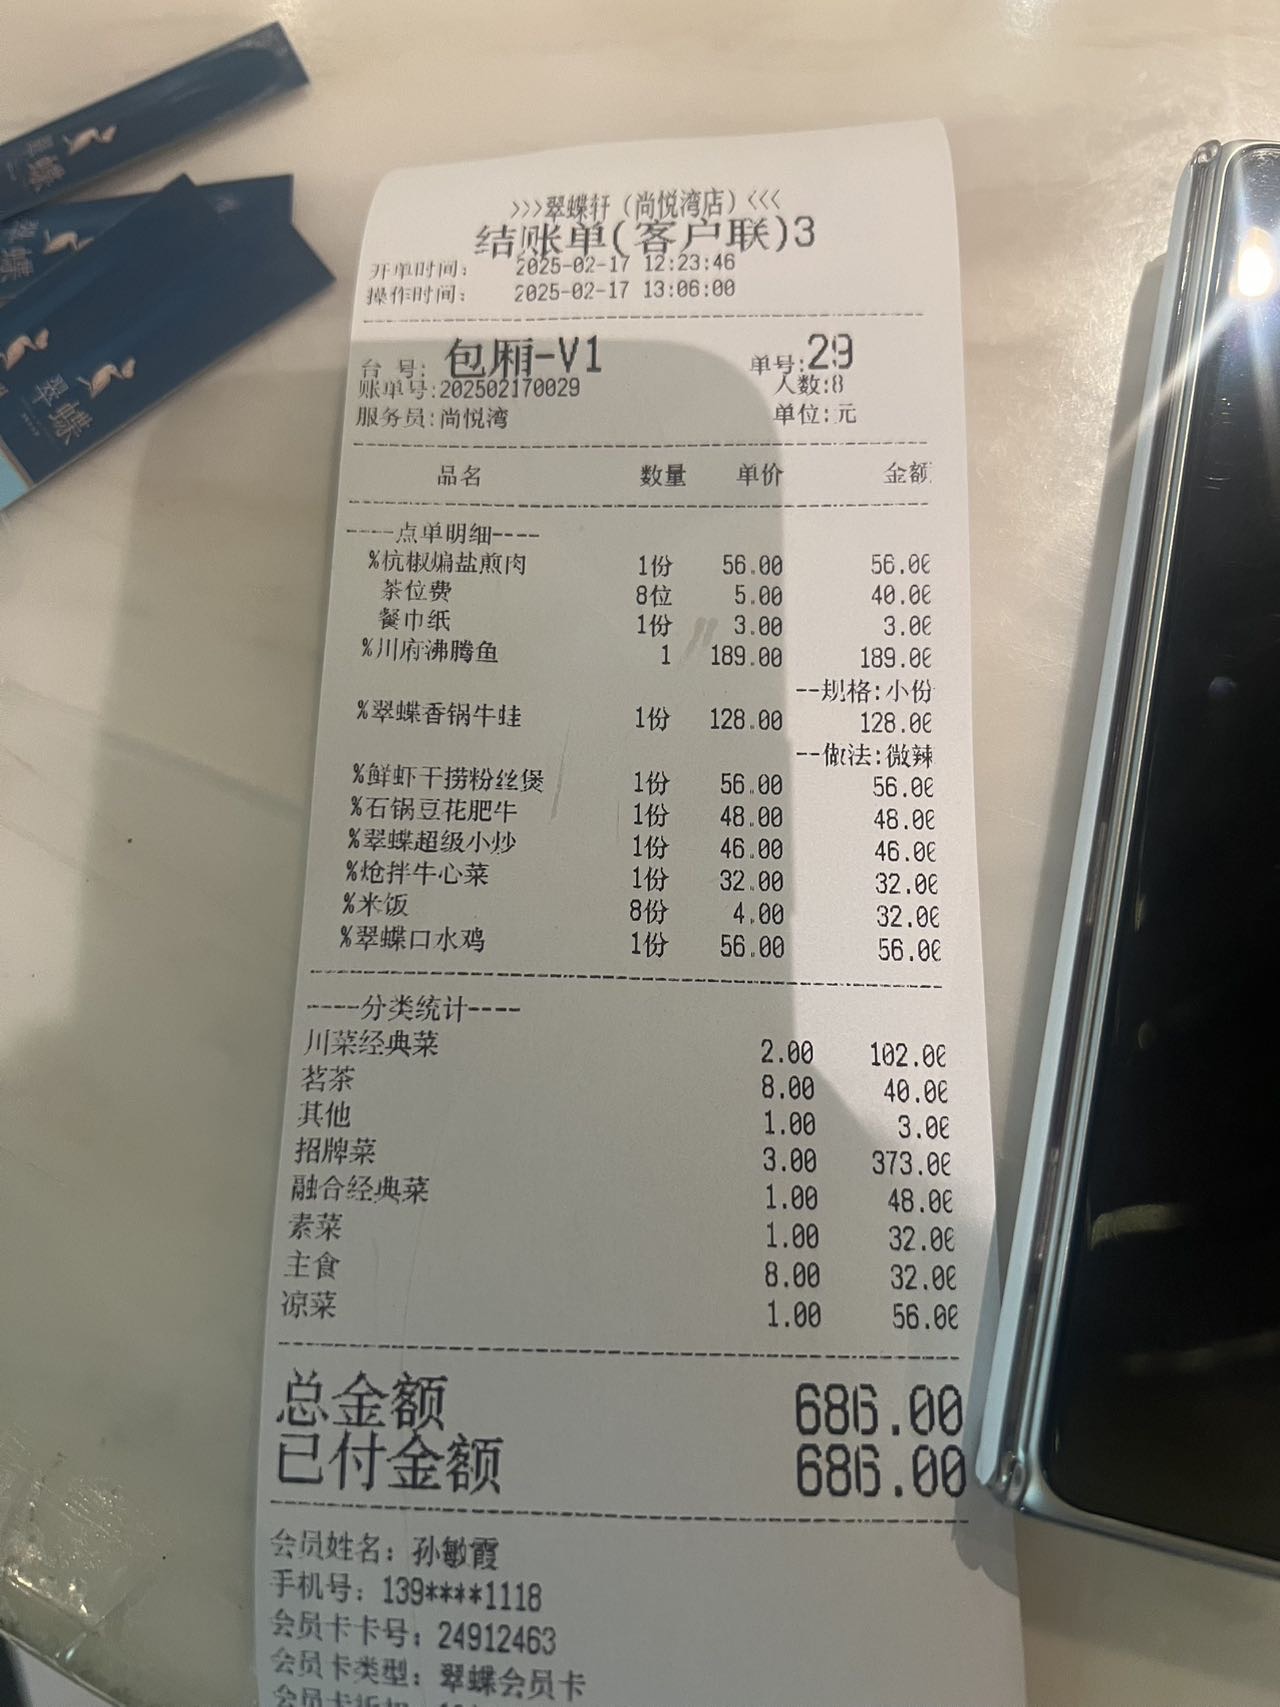 翠蝶
>>>翠蝶轩（尚悦湾店）<<<
结账单(客户联)3
开单时间： 2025-02-17 12:23:46
操作时间： 2025-02-17 13:06:00
台 号： 包厢-V1 单号:29
账单号:202502170029 人数:8
服务员:尚悦湾 单位:元
品名 数量 单价 金额
----点单明细----
%杭椒煸盐煎肉 1份 56.00 56.00
茶位费 8位 5.00 40.00
餐巾纸 1份 3.00 3.00
%川府沸腾鱼 1 189.00 189.00
--规格:小份
%翠蝶香锅牛蛙 1份 128.00 128.00
--做法:微辣
%鲜虾干捞粉丝煲 1份 56.00 56.00
%石锅豆花肥牛 1份 48.00 48.00
%翠蝶超级小炒 1份 46.00 46.00
%炝拌牛心菜 1份 32.00 32.00
%米饭 8份 4.00 32.00
%翠蝶口水鸡 1份 56.00 56.00
----分类统计----
川菜经典菜 2.00 102.00
茗茶 8.00 40.00
其他 1.00 3.00
招牌菜 3.00 373.00
融合经典菜 1.00 48.00
素菜 1.00 32.00
主食 8.00 32.00
凉菜 1.00 56.00
总金额 686.00
已付金额 686.00
会员姓名：孙敏霞
手机号：139****1118
会员卡卡号：24912463
会员卡类型：翠蝶会员卡